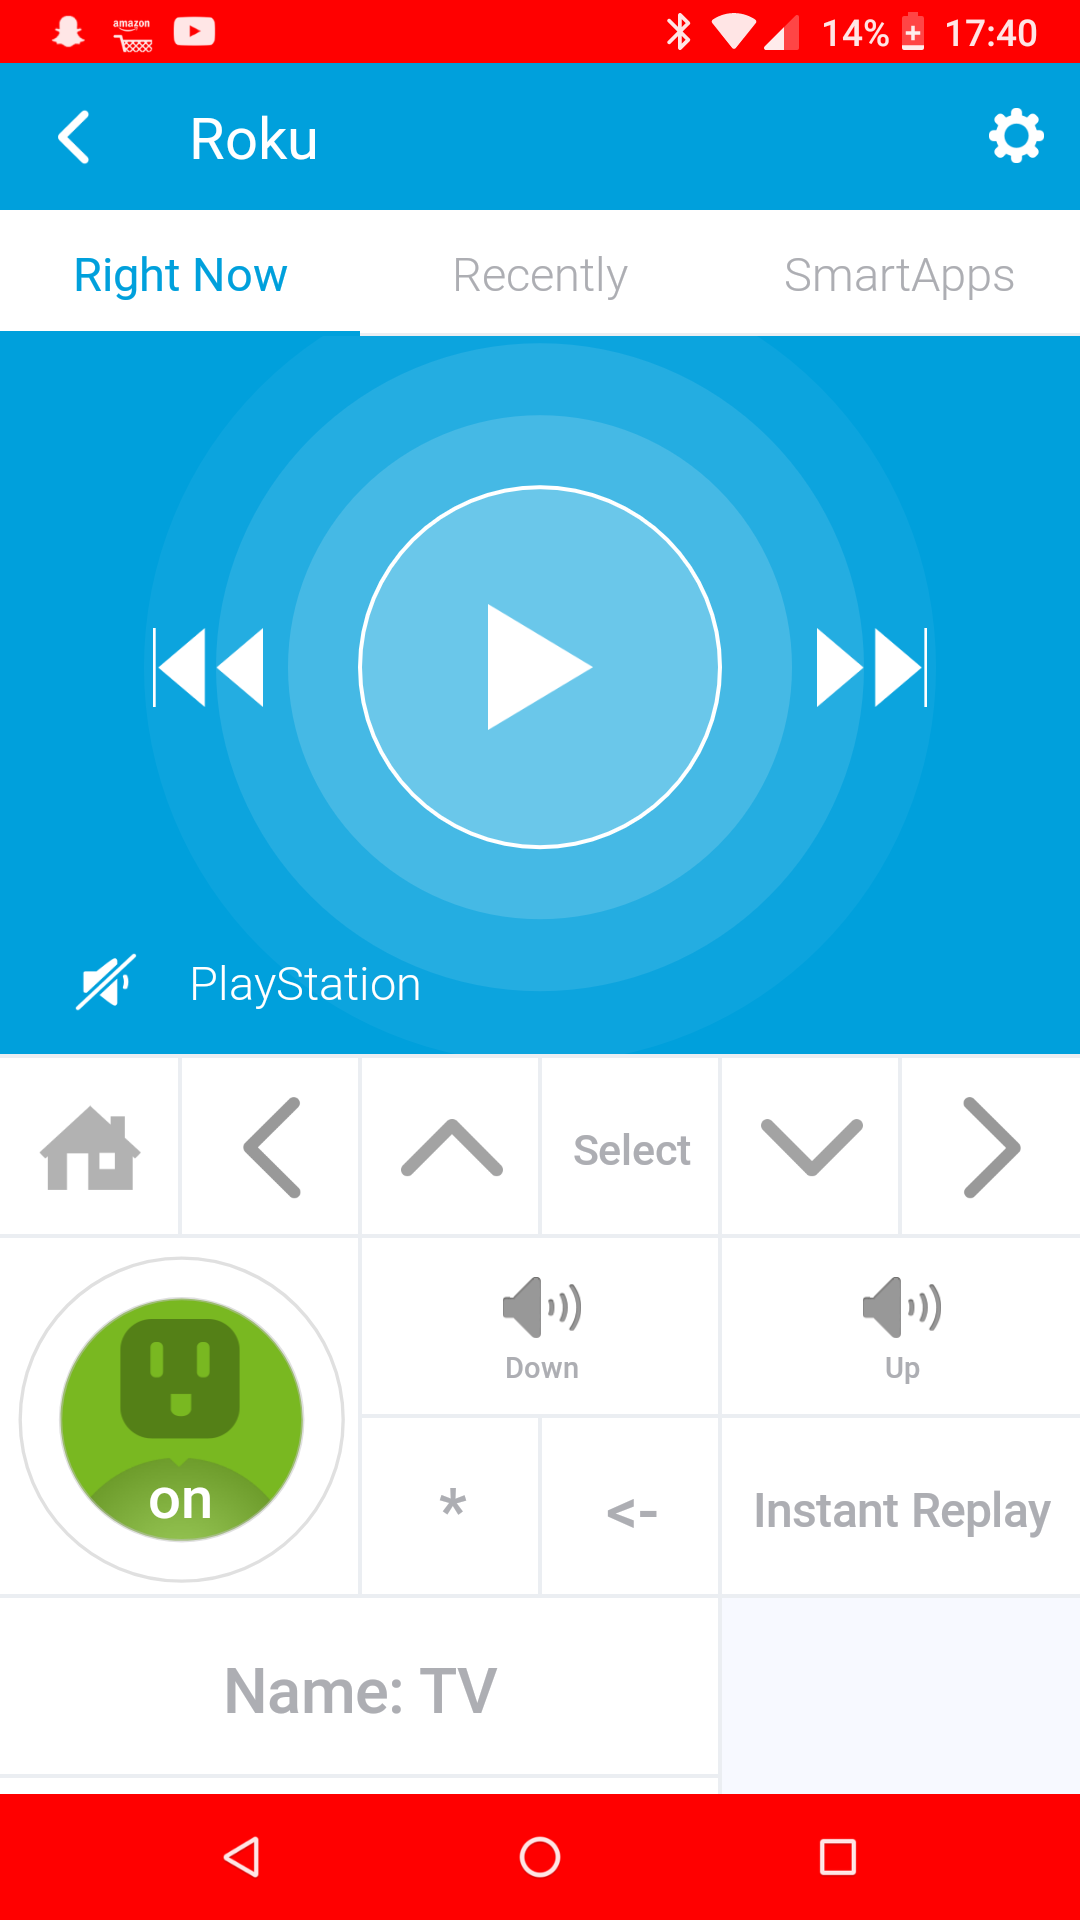 amazon
14% 17:40
Roku
Right Now Recently SmartApps
PlayStation
Select
Down Up
on * <- Instant Replay
Name: TV